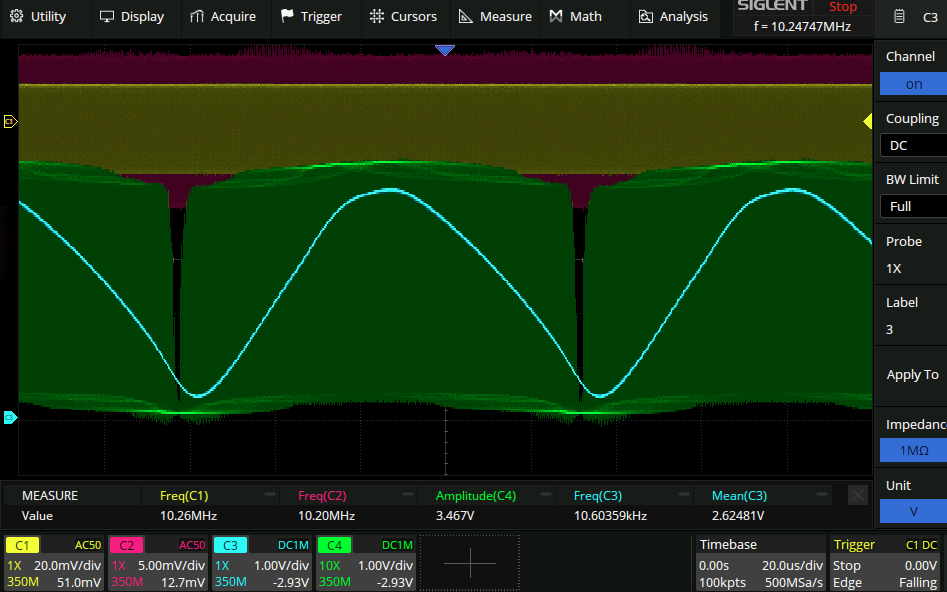 Utility Display Acquire Trigger Cursors Measure Math Analysis SIGLENT Stop
f = 10.24747MHz
C3
Channel
on
Coupling
DC
BW Limit
Full
Probe
1X
Label
3
Apply To
Impedanc
1MΩ
Unit
V
C1
MEASURE Freq(C1) Freq(C2) Amplitude(C4) Freq(C3) Mean(C3)
Value 10.26MHz 10.20MHz 3.467V 10.60359kHz 2.62481V
C1 AC50 C2 AC50 C3 DC1M C4 DC1M Timebase Trigger C1 DC
1X 20.0mV/div 1X 5.00mV/div 1X 1.00V/div 10X 1.00V/div 0.00s 20.0us/div Stop 0.00V
350M 51.0mV 350M 12.7mV 350M -2.93V 350M -2.93V 100kpts 500MSa/s Edge Falling